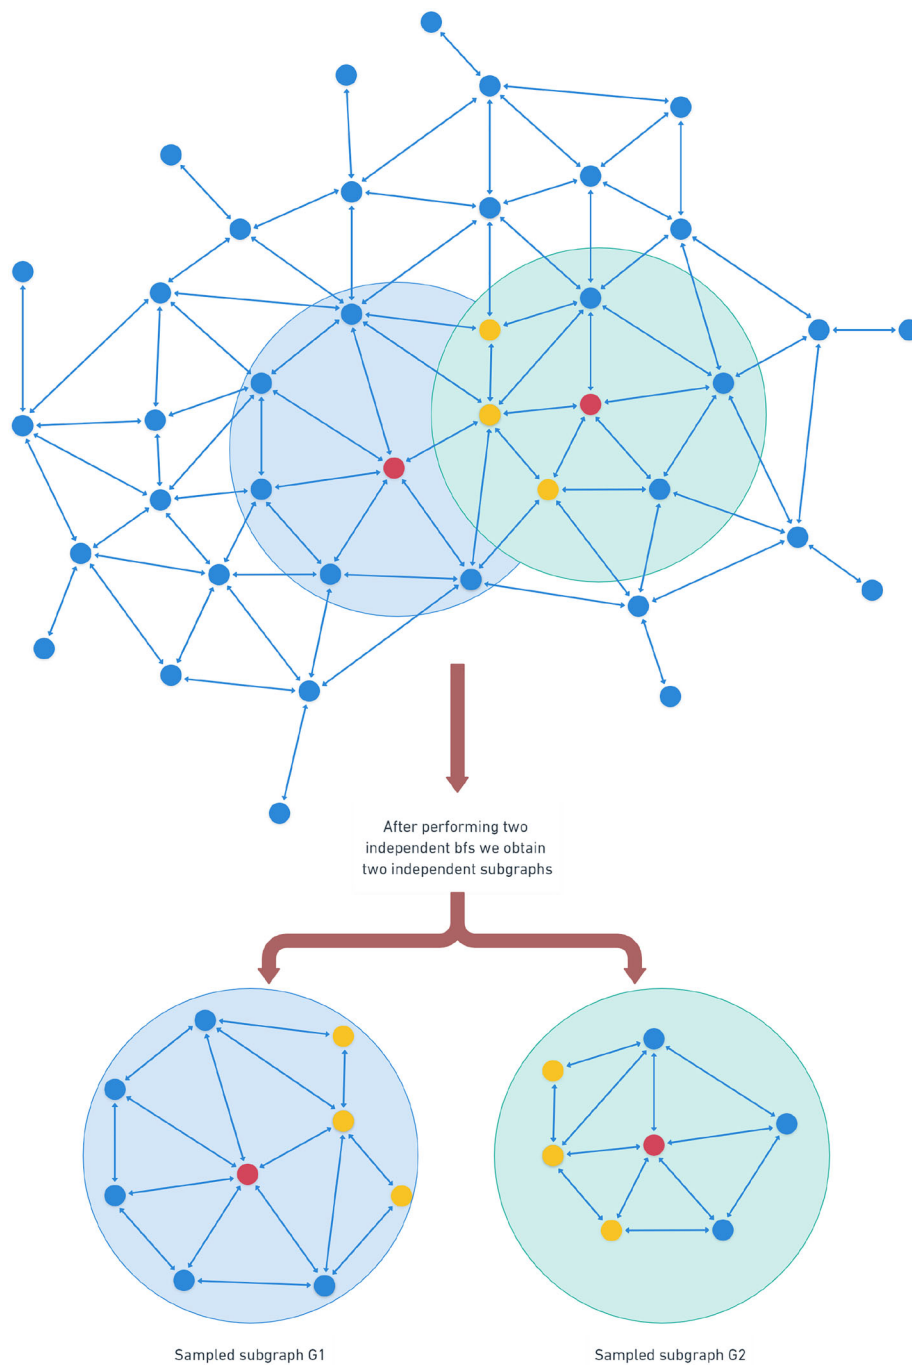 After performing two
independent bfs we obtain
two independent subgraphs
Sampled subgraph G1
Sampled subgraph G2